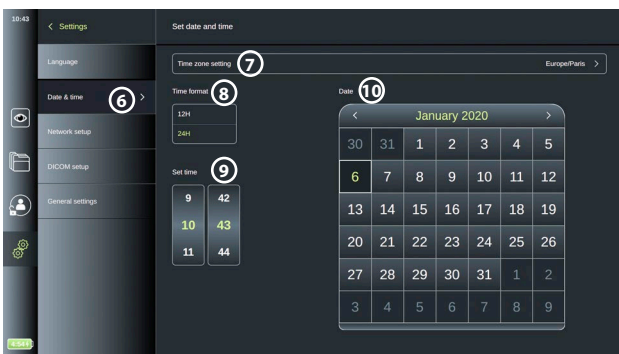 10:43
Settings
Set date and time
Language
Time zone setting 7 Europe/Paris
Date & time 6
Time format 8
Date 10
12H
24H
January 2020
Network setup
30 31 1 2 3 4 5
DICOM setup
Set time 9
6 7 8 9 10 11 12
General settings
9 42
13 14 15 16 17 18 19
10 43
20 21 22 23 24 25 26
11 44
27 28 29 30 31 1 2
3 4 5 6 7 8 9